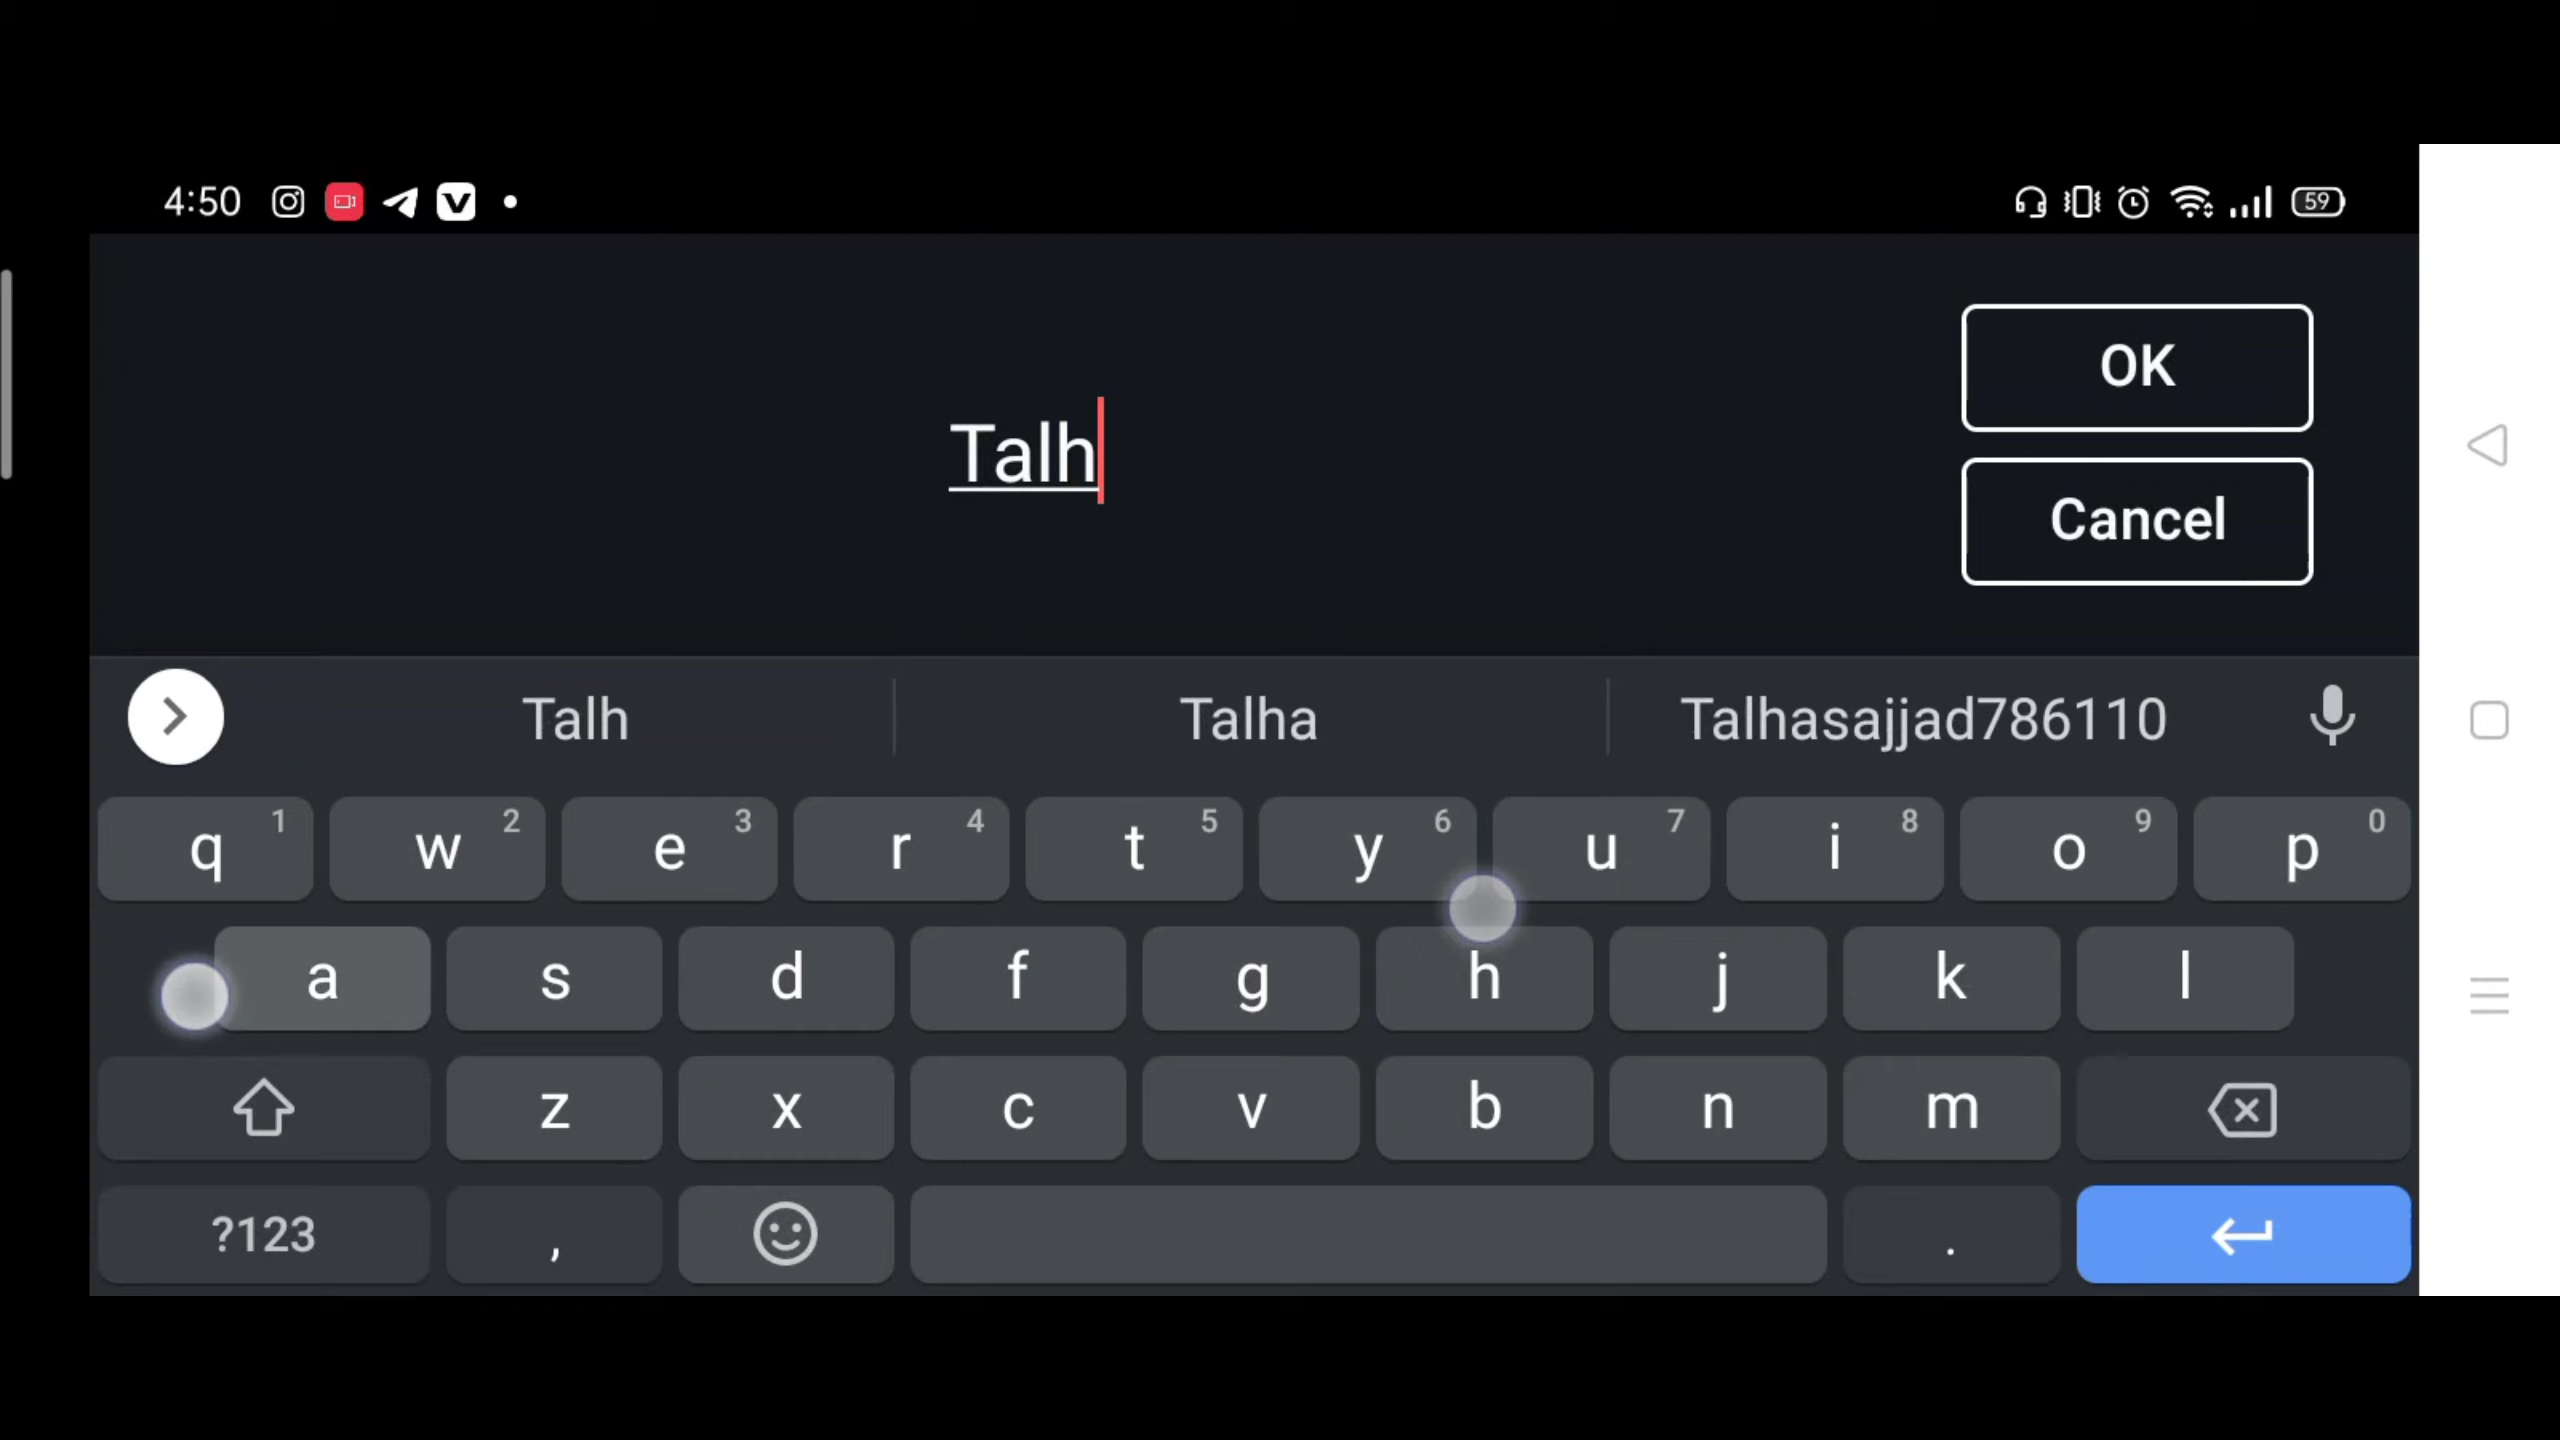 4:50
59
OK
Talh
Cancel
Talh Talha Talhasajjad786110
q 1 w 2 e 3 r 4 t 5 y 6 u 7 i 8 o 9 p 0
a s d f g h j k l
z x c v b n m
?123 , .